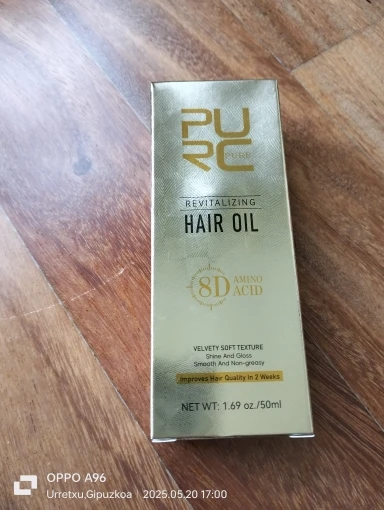 PU
RC PURE
REVITALIZING
HAIR OIL
8D AMINO
ACID
VELVETY SOFT TEXTURE
Shine And Gloss
Smooth And Non-greasy
Improves Hair Quality In 2 Weeks
NET WT: 1.69 oz./50ml
OPPO A96
Urretxu,Gipuzkoa 2025.05.20 17:00